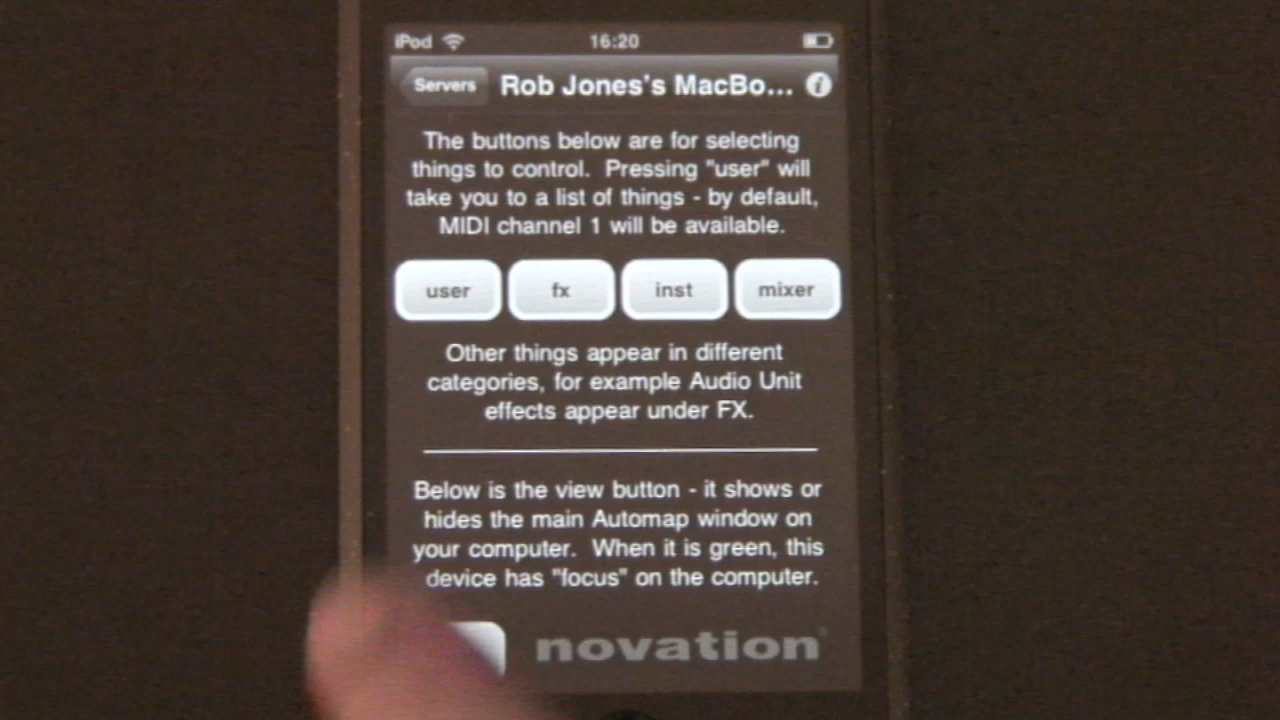 iPod 16:20
Servers Rob Jones's MacBo...
The buttons below are for selecting
things to control. Pressing "user" will
take you to a list of things - by default,
MIDI channel 1 will be available.
user fx inst mixer
Other things appear in different
categories, for example Audio Unit
effects appear under FX.
Below is the view button - it shows or
hides the main Automap window on
your computer. When it is green, this
device has "focus" on the computer.
novation